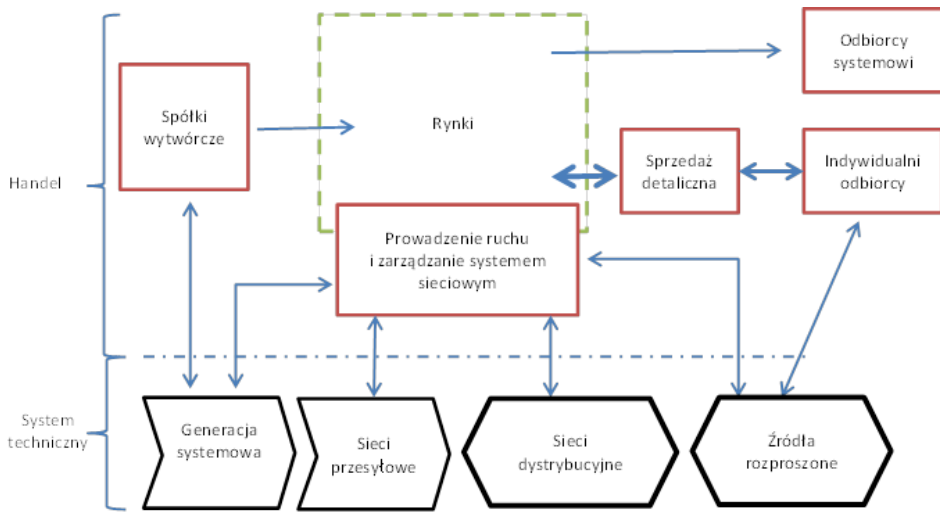 Odbiorcy
systemowi
Spółki
wytwórcze
Rynki
Handel
Sprzedaż
detaliczna
Indywidualni
odbiorcy
Prowadzenie ruchu
i zarządzanie systemem
sieciowym
System
techniczny
Generacja
systemowa
Sieci
przesyłowe
Sieci
dystrybucyjne
Źródła
rozproszone